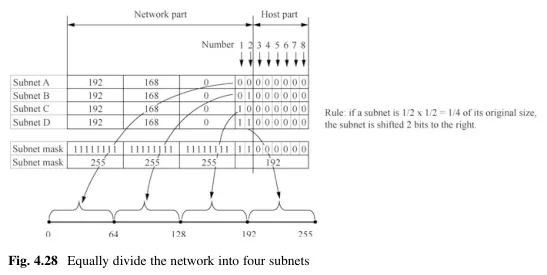 Network part Host part
Number 1 2 3 4 5 6 7 8
Subnet A 192 168 0 0 0 0 0 0 0 0 0
Subnet B 192 168 0 0 1 0 0 0 0 0 0
Subnet C 192 168 0 1 0 0 0 0 0 0 0
Subnet D 192 168 0 1 1 0 0 0 0 0 0
Rule: if a subnet is 1/2 x 1/2 = 1/4 of its original size,
the subnet is shifted 2 bits to the right.
Subnet mask 11111111 11111111 11111111 1 1 0 0 0 0 0 0
Subnet mask 255 255 255 192
0 64 128 192 255
Fig. 4.28 Equally divide the network into four subnets